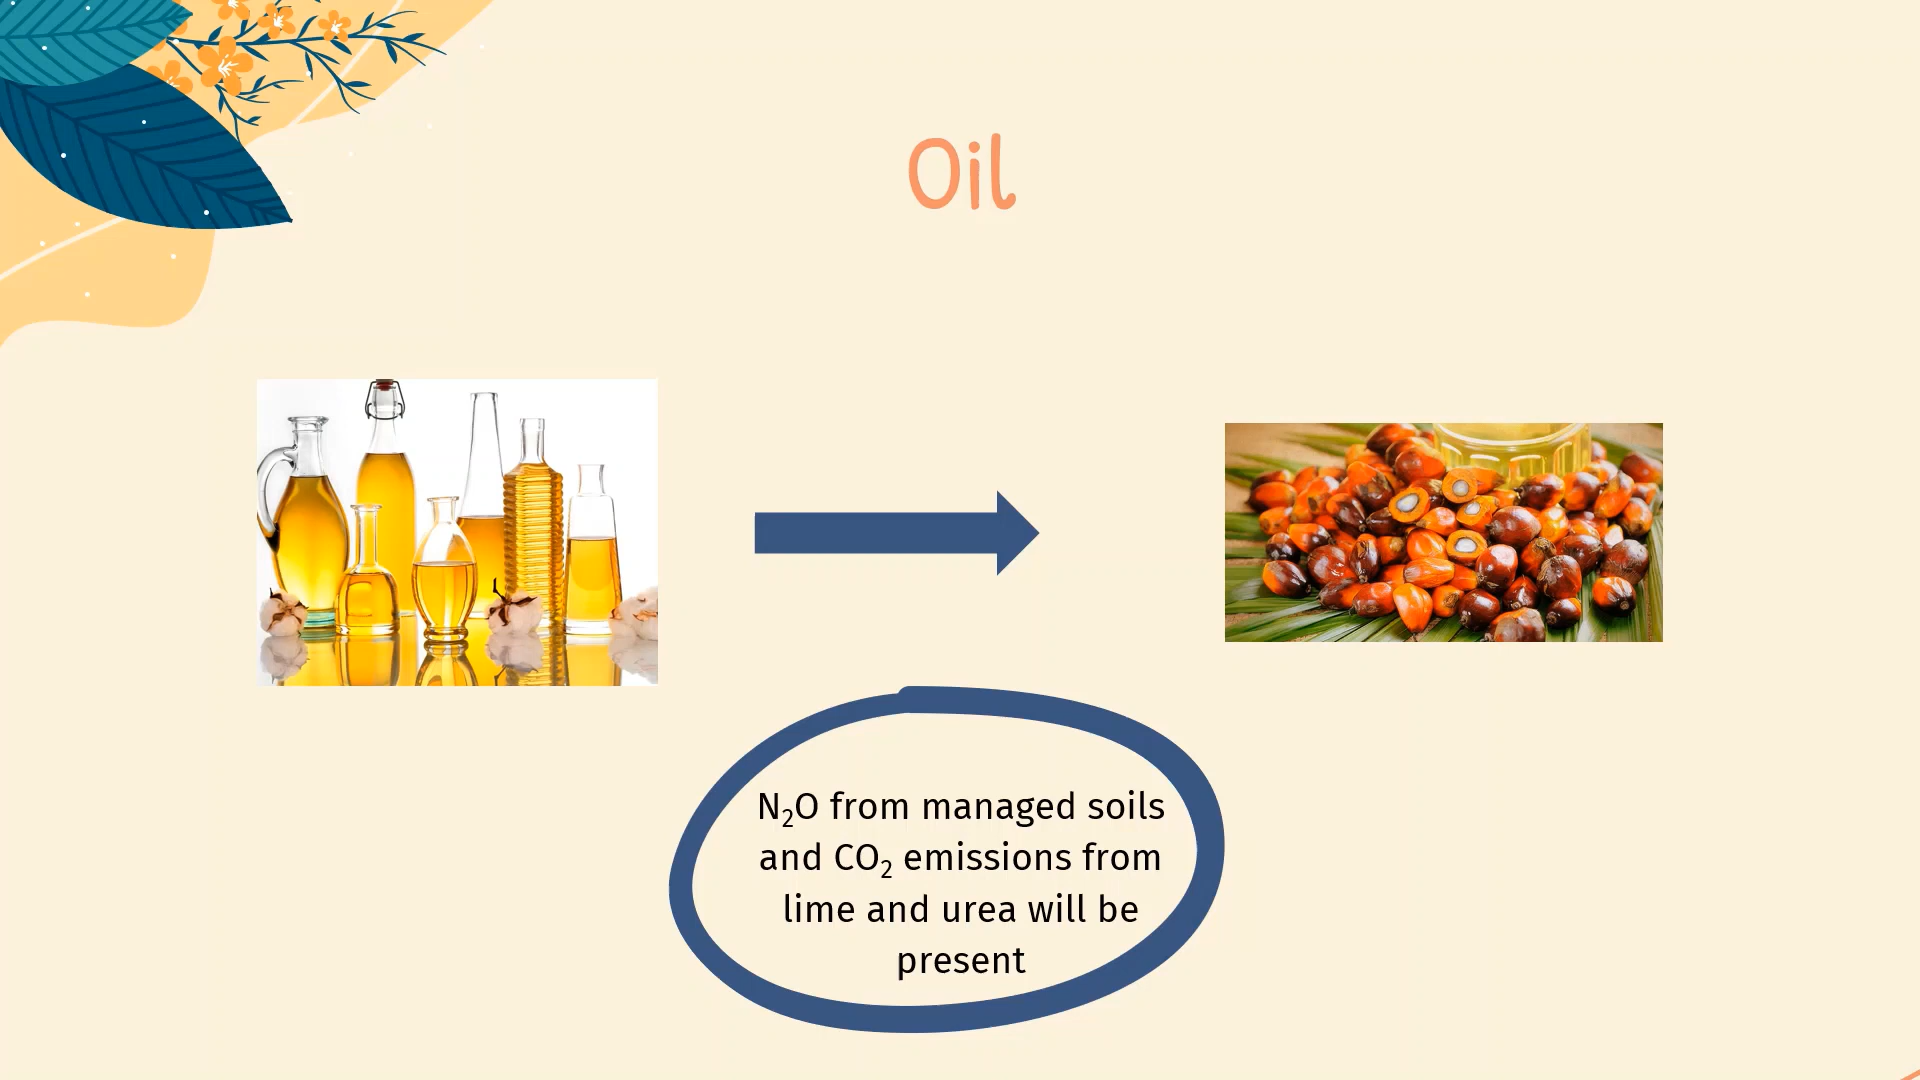 Oil
N₂O from managed soils
and CO₂ emissions from
lime and urea will be
present